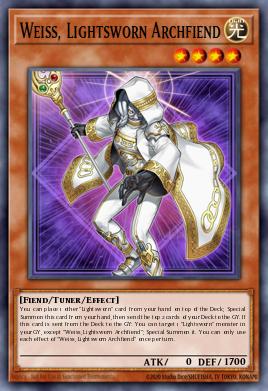 Weiss, Lightsworn Archfiend
光
[Fiend/Tuner/Effect]
You can place 1 other "Lightsworn" card from your hand on top of the Deck; Special
Summon this card from your hand, then send the top 2 cards of your Deck to the GY. If
this card is sent from the Deck to the GY: You can target 1 "Lightsworn" monster in
your GY, except "Weiss, Lightsworn Archfiend"; Special Summon it. You can only use
each effect of "Weiss, Lightsworn Archfiend" once per turn.
ATK/ 0 DEF/1700